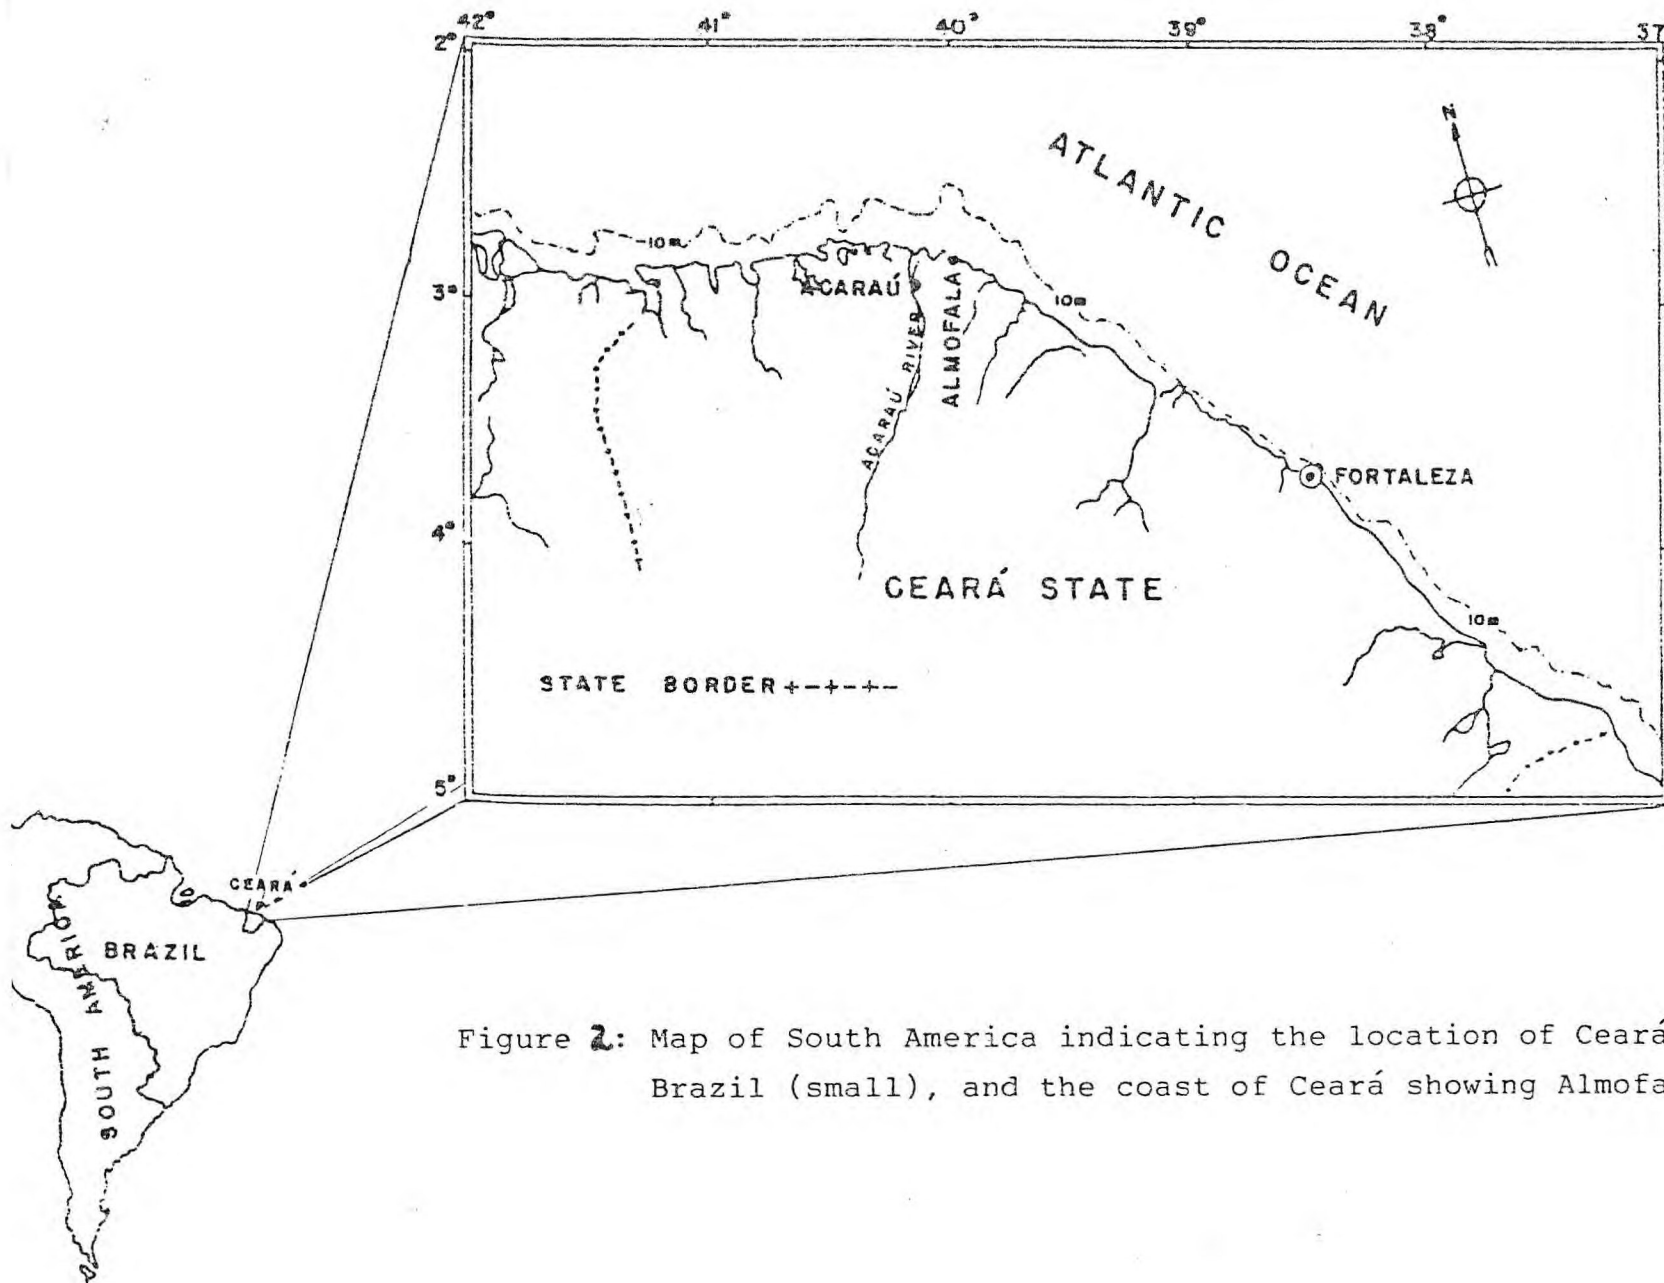 42° 41° 40° 39° 38° 37
2°
3°
4°
5°
N
ATLANTIC OCEAN
10m
10m
10m
ACARAÚ
ALMOFALA
ACARAÚ RIVER
FORTALEZA
CEARÁ STATE
STATE BORDER
CEARÁ
BRAZIL
SOUTH AMERICA
Figure 2: Map of South America indicating the location of Ceará
Brazil (small), and the coast of Ceará showing Almofa